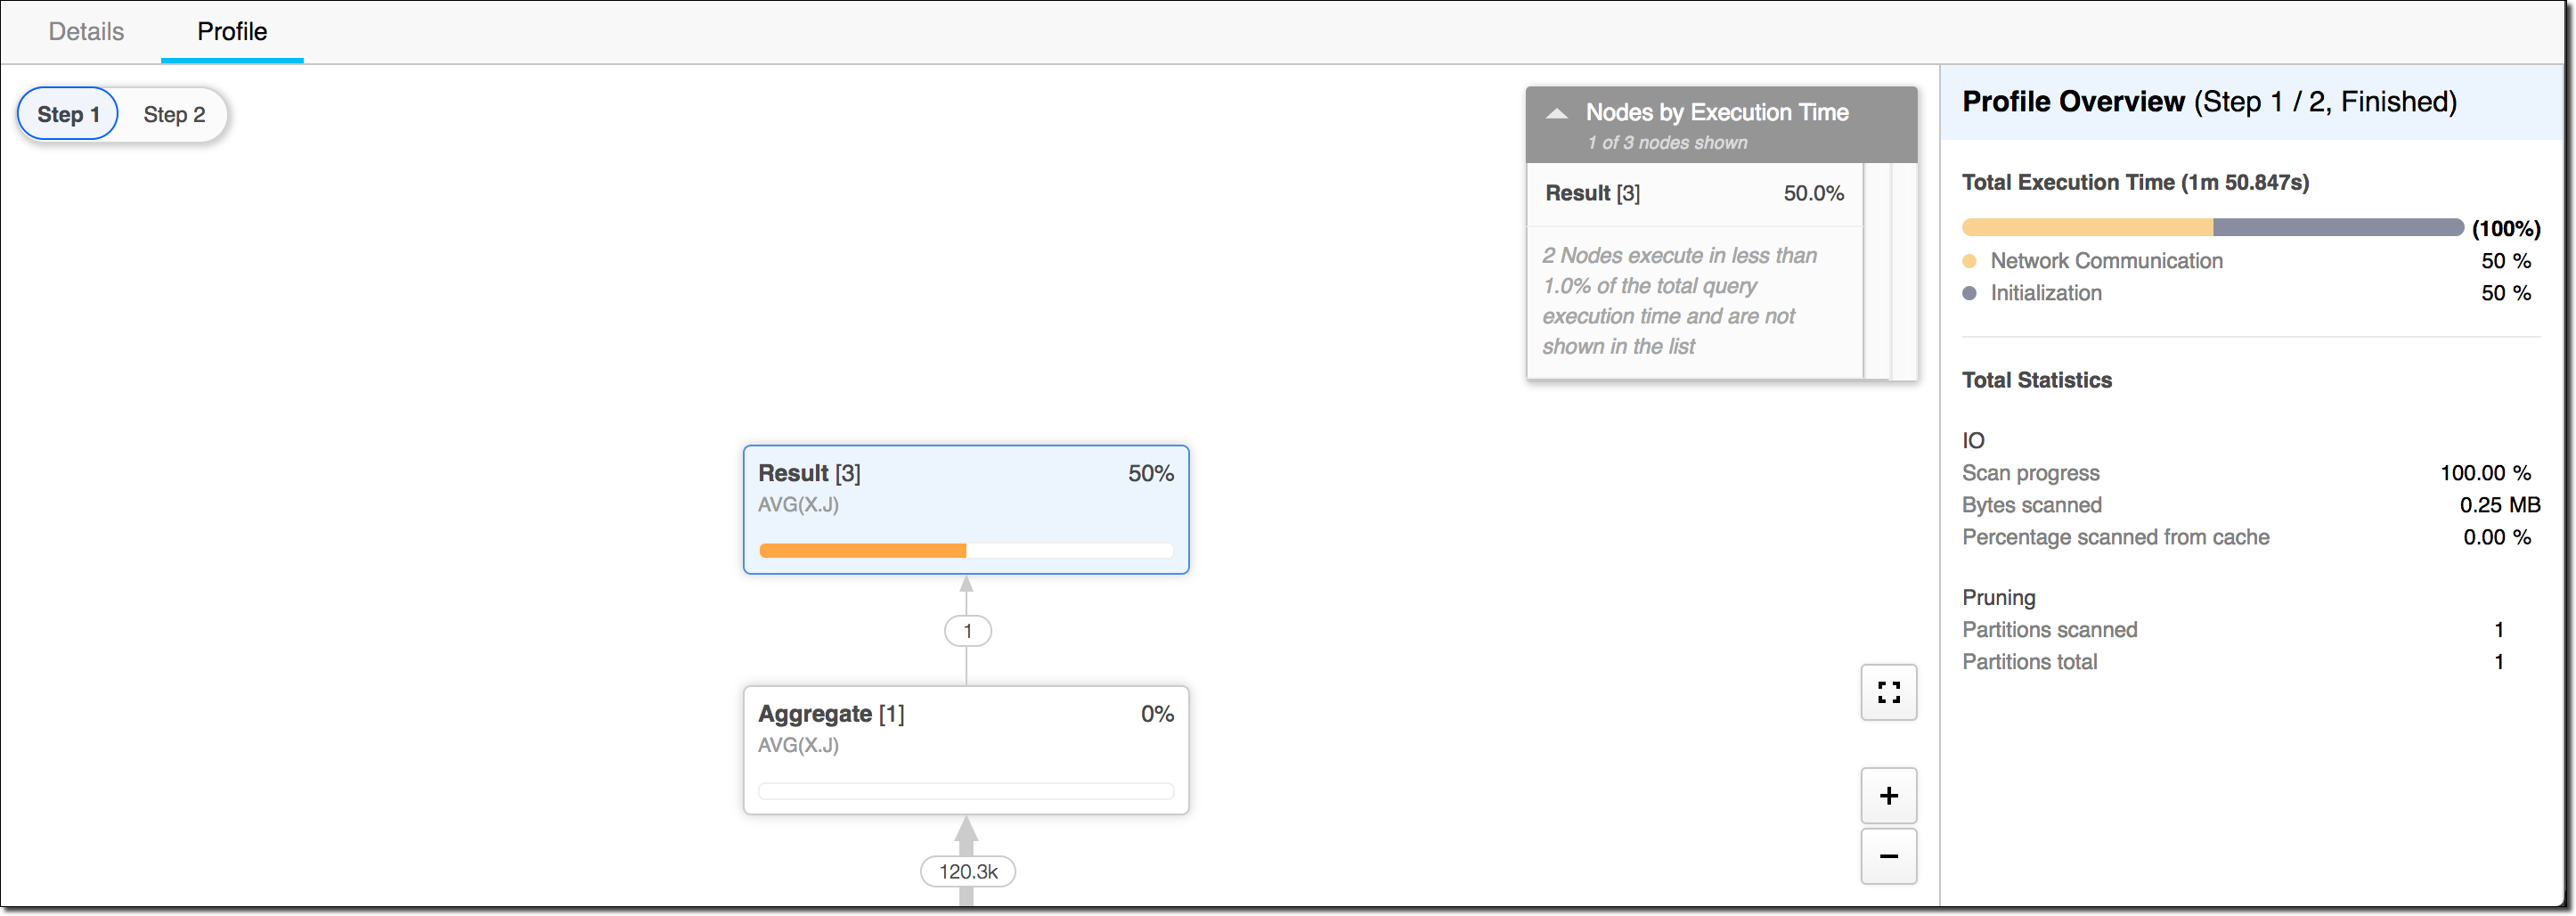 Details
Profile
Step 1
Step 2
Nodes by Execution Time
1 of 3 nodes shown
Result [3] 50.0%
2 Nodes execute in less than
1.0% of the total query
execution time and are not
shown in the list
Result [3] 50%
AVG(X.J)
1
Aggregate [1] 0%
AVG(X.J)
120.3k
+
−
Profile Overview (Step 1 / 2, Finished)
Total Execution Time (1m 50.847s)
(100%)
Network Communication 50 %
Initialization 50 %
Total Statistics
IO
Scan progress 100.00 %
Bytes scanned 0.25 MB
Percentage scanned from cache 0.00 %
Pruning
Partitions scanned 1
Partitions total 1